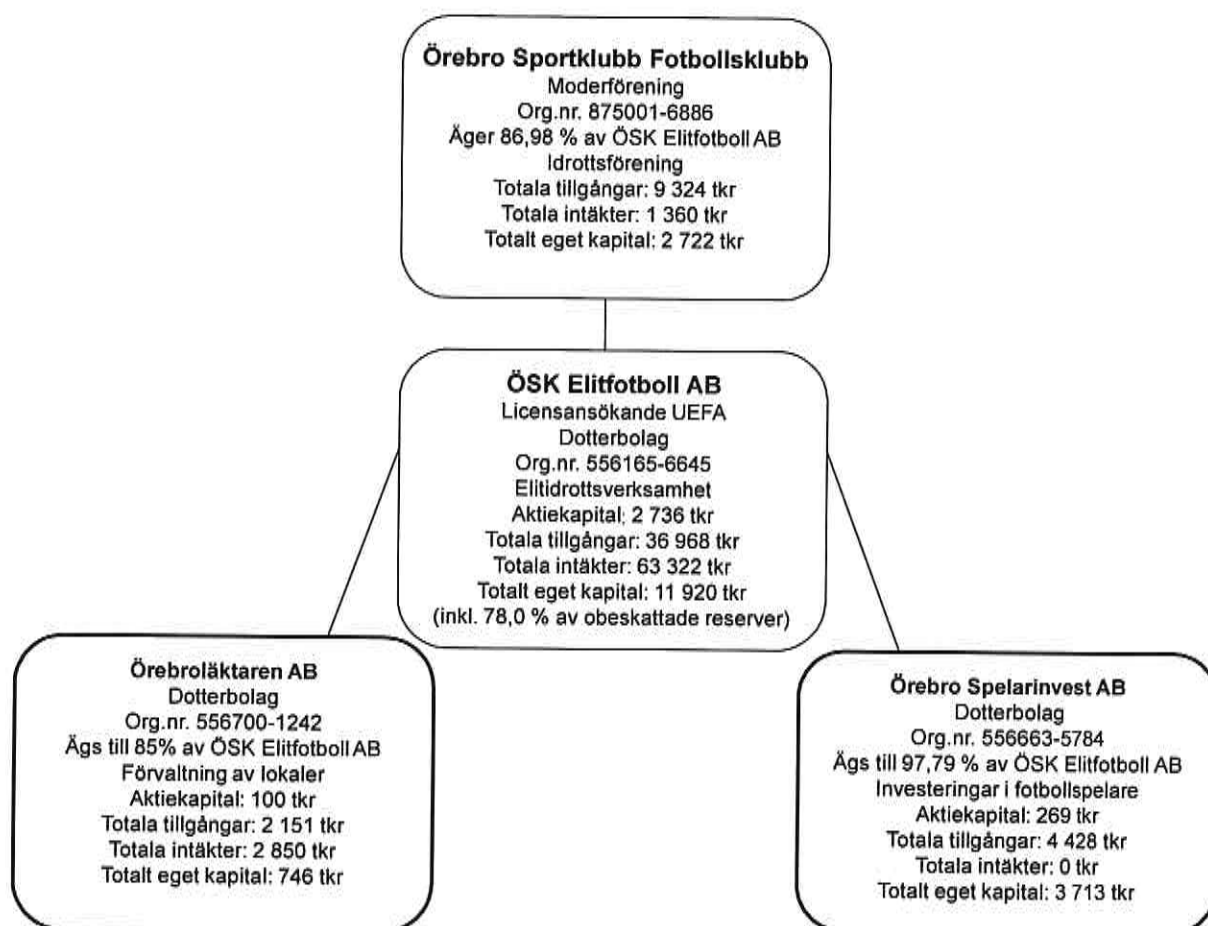 Örebro Sportklubb Fotbollsklubb
Moderförening
Org.nr. 875001-6886
Äger 86,98 % av ÖSK Elitfotboll AB
Idrottsförening
Totala tillgångar: 9 324 tkr
Totala intäkter: 1 360 tkr
Totalt eget kapital: 2 722 tkr
ÖSK Elitfotboll AB
Licensansökande UEFA
Dotterbolag
Org.nr. 556165-6645
Elitidrottsverksamhet
Aktiekapital: 2 736 tkr
Totala tillgångar: 36 968 tkr
Totala intäkter: 63 322 tkr
Totalt eget kapital: 11 920 tkr
(inkl. 78,0 % av obeskattade reserver)
Örebroläktaren AB
Dotterbolag
Org.nr. 556700-1242
Ägs till 85% av ÖSK Elitfotboll AB
Förvaltning av lokaler
Aktiekapital: 100 tkr
Totala tillgångar: 2 151 tkr
Totala intäkter: 2 850 tkr
Totalt eget kapital: 746 tkr
Örebro Spelarinvest AB
Dotterbolag
Org.nr. 556663-5784
Ägs till 97,79 % av ÖSK Elitfotboll AB
Investeringar i fotbollspelare
Aktiekapital: 269 tkr
Totala tillgångar: 4 428 tkr
Totala intäkter: 0 tkr
Totalt eget kapital: 3 713 tkr